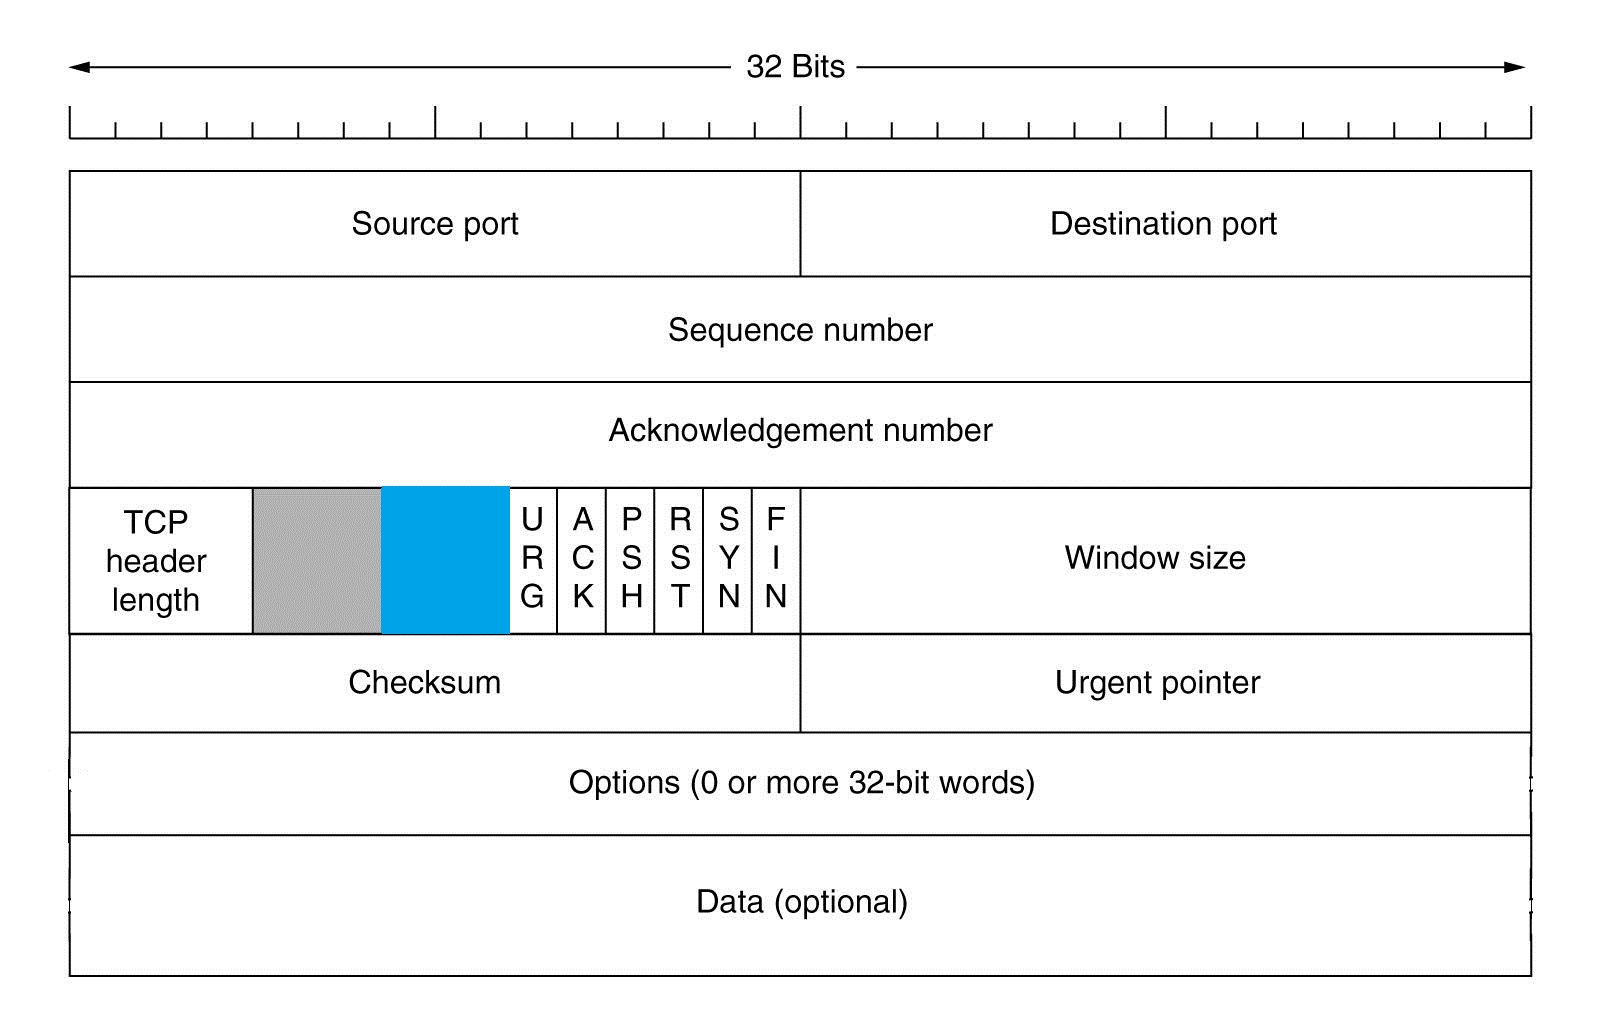 32 Bits
Source port
Destination port
Sequence number
Acknowledgement number
TCP
header
length
URG
ACK
PSH
RST
SYN
FIN
Window size
Checksum
Urgent pointer
Options (0 or more 32-bit words)
Data (optional)